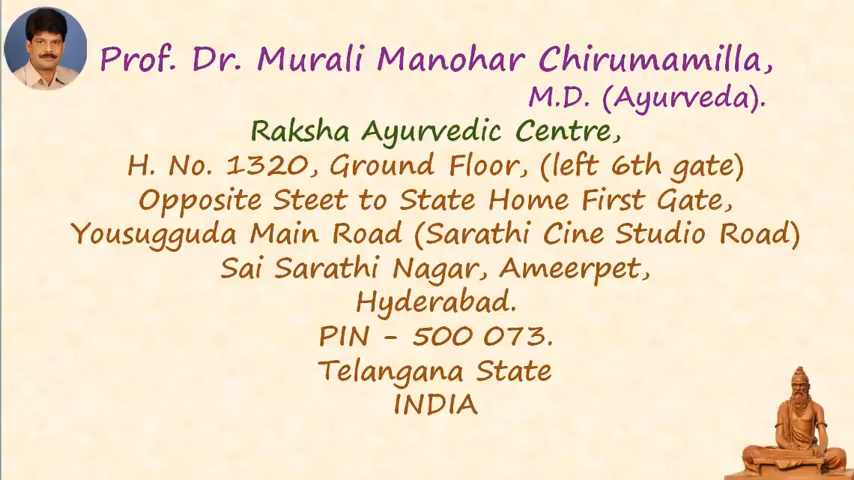 Prof. Dr. Murali Manohar Chirumamilla,
M.D. (Ayurveda).
Raksha Ayurvedic Centre,
H. No. 1320, Ground Floor, (left 6th gate)
Opposite Steet to State Home First Gate,
Yousugguda Main Road (Sarathi Cine Studio Road)
Sai Sarathi Nagar, Ameerpet,
Hyderabad.
PIN - 500 073.
Telangana State
INDIA